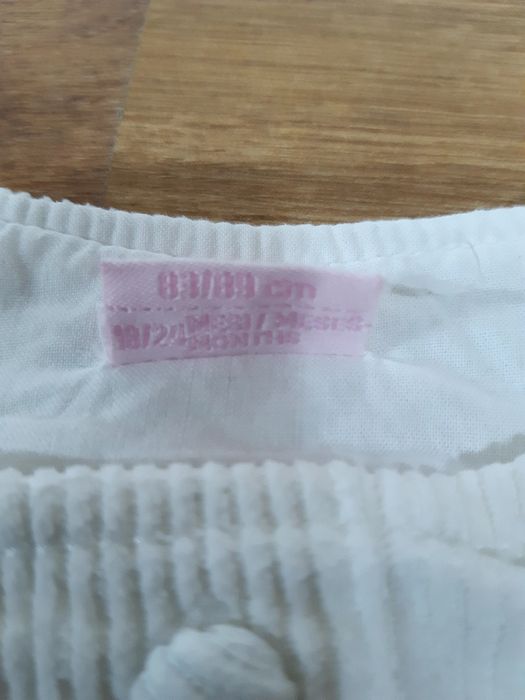 83/89 cm
18/24 MESI / MESES
MONTHS